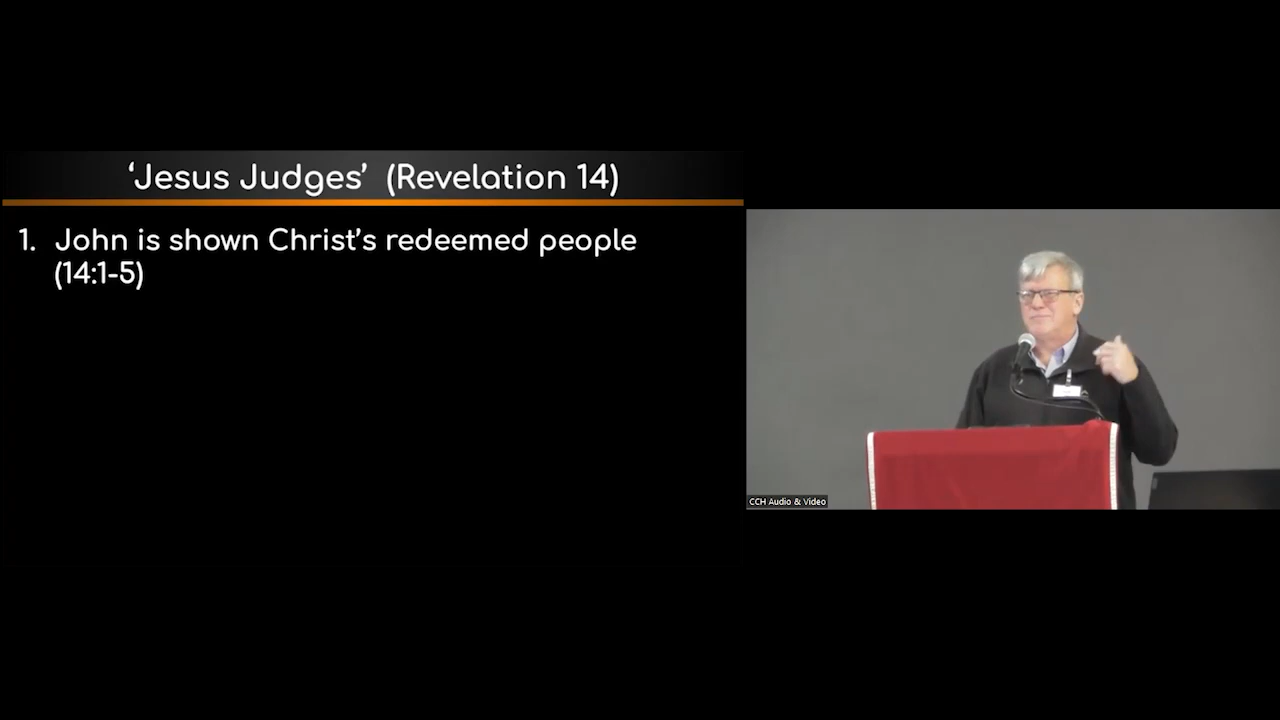 ‘Jesus Judges’ (Revelation 14)
1. John is shown Christ’s redeemed people
(14:1-5)
CCH Audio & Video